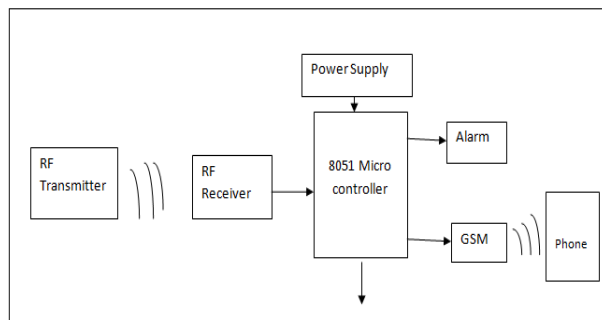 Power Supply
RF
Transmitter
RF
Receiver
8051 Micro
controller
Alarm
GSM
Phone